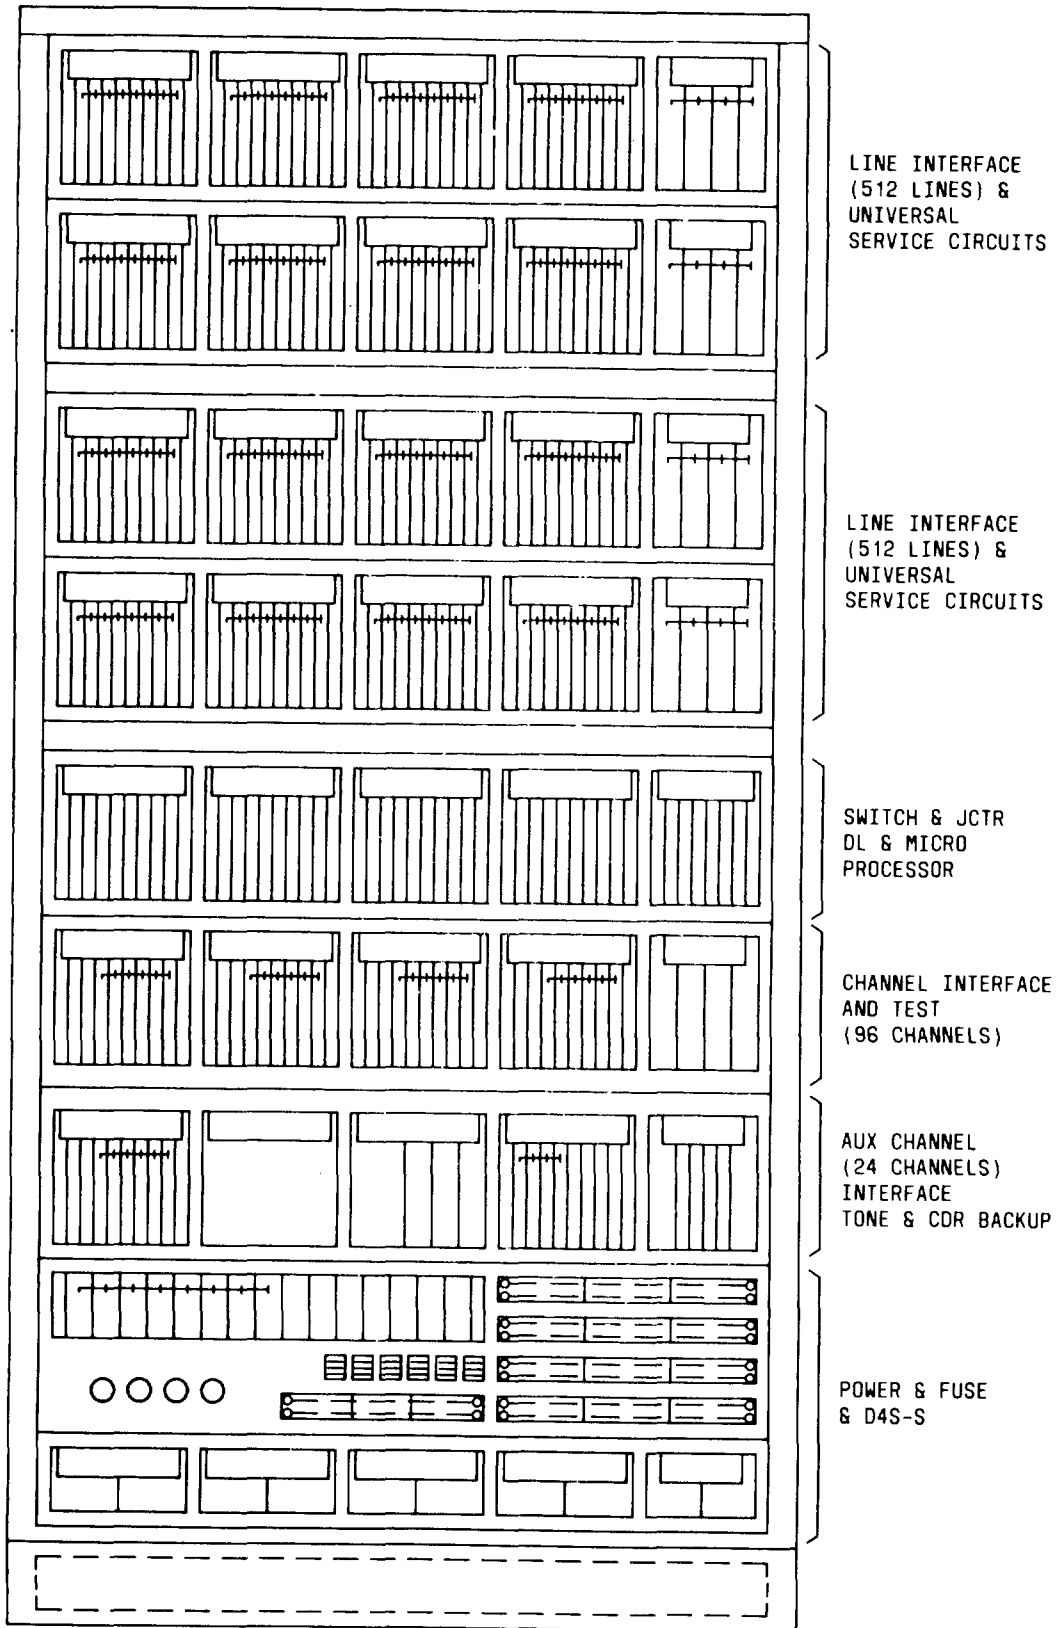 LINE INTERFACE
(512 LINES) &
UNIVERSAL
SERVICE CIRCUITS
LINE INTERFACE
(512 LINES) &
UNIVERSAL
SERVICE CIRCUITS
SWITCH & JCTR
DL & MICRO
PROCESSOR
CHANNEL INTERFACE
AND TEST
(96 CHANNELS)
AUX CHANNEL
(24 CHANNELS)
INTERFACE
TONE & CDR BACKUP
POWER & FUSE
& D4S-S